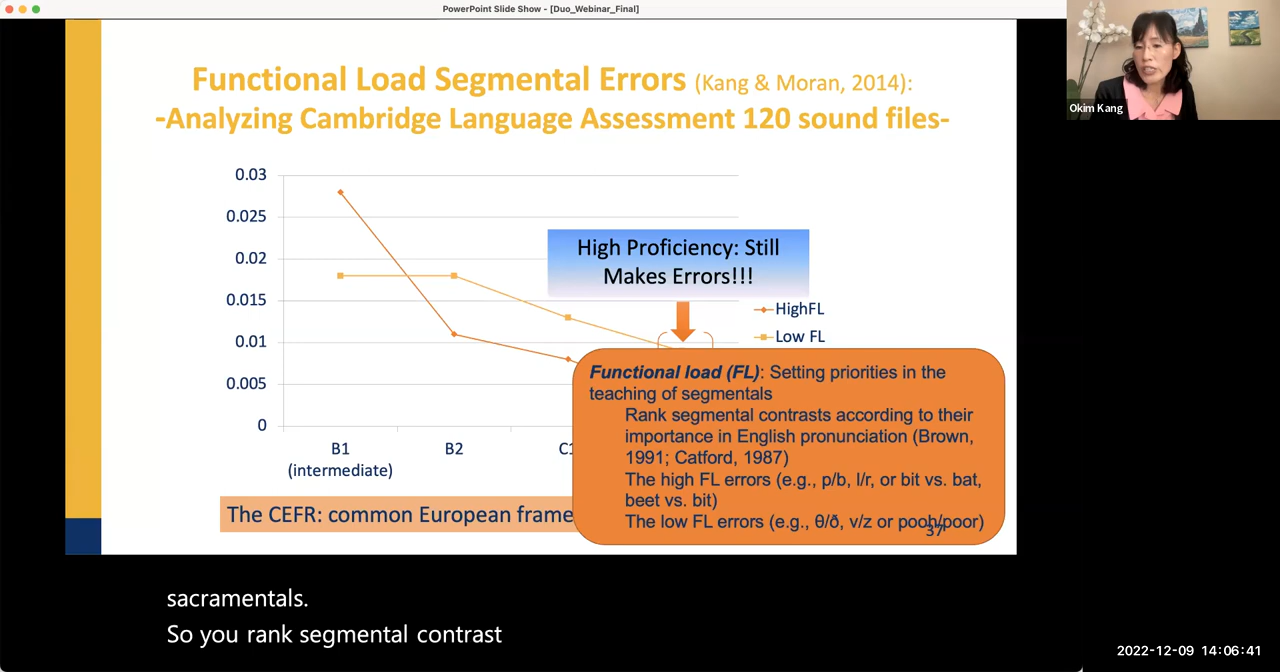 PowerPoint Slide Show - [Duo_Webinar_Final]
Okim Kang
Functional Load Segmental Errors (Kang & Moran, 2014):
-Analyzing Cambridge Language Assessment 120 sound files-
0.03
0.025
0.02
0.015
0.01
0.005
0
High Proficiency: Still
Makes Errors!!!
HighFL
Low FL
B1
(intermediate)
B2
C1
The CEFR: common European frame
Functional load (FL): Setting priorities in the
teaching of segmentals
Rank segmental contrasts according to their
importance in English pronunciation (Brown,
1991; Catford, 1987)
The high FL errors (e.g., p/b, l/r, or bit vs. bat,
beet vs. bit)
The low FL errors (e.g., θ/ð, v/z or pooh/poor)
37
sacramentals.
So you rank segmental contrast
2022-12-09 14:06:41